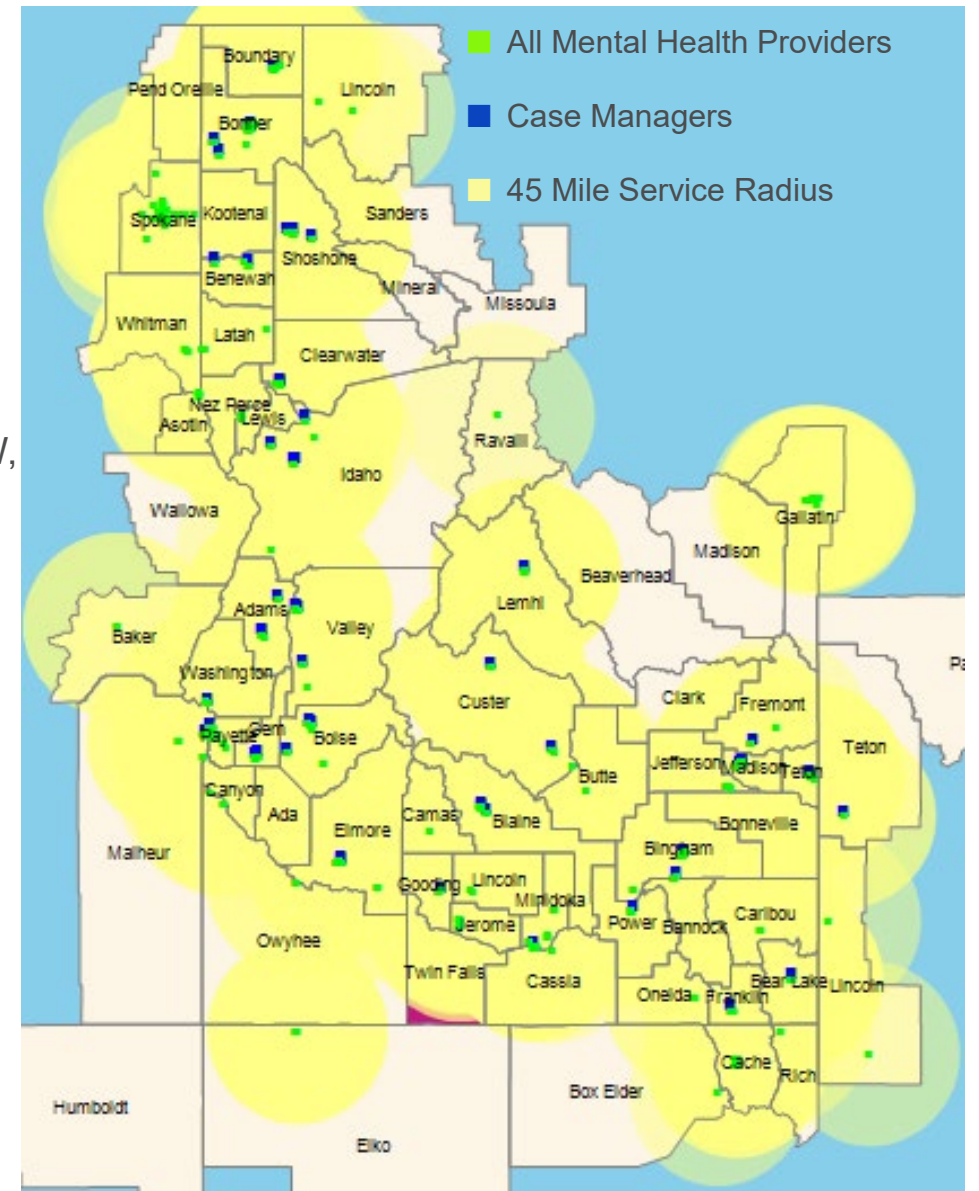 All Mental Health Providers
Case Managers
45 Mile Service Radius
Boundary
Pend Oreille
Lincoln
Bonner
Spokane
Kootenai
Sanders
Shoshone
Benewah
Mineral
Missoula
Whitman
Latah
Clearwater
Nez Perce
Lewis
Asotin
Ravalli
Idaho
Wallowa
Gallatin
Madison
Beaverhead
Lemhi
Adams
Valley
Baker
Washington
Custer
Clark
Fremont
Payette
Gem
Boise
Teton
Jefferson
Madison
Teton
Butte
Canyon
Ada
Elmore
Camas
Blaine
Bonneville
Malheur
Bingham
Gooding
Lincoln
Minidoka
Jerome
Power
Bannock
Caribou
Owyhee
Twin Falls
Cassia
Oneida
Franklin
Bear Lake
Lincoln
Cache
Rich
Box Elder
Humboldt
Elko